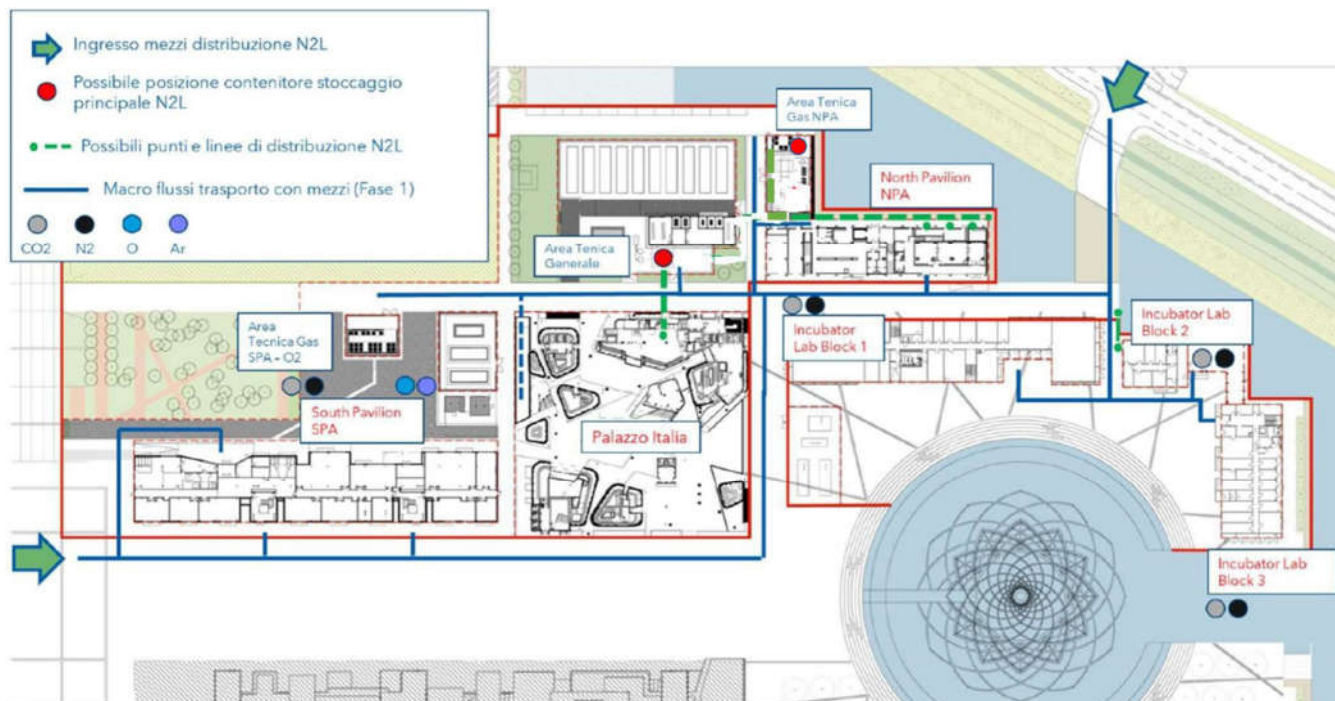 Ingresso mezzi distribuzione N2L
Possibile posizione contenitore stoccaggio
principale N2L
Possibili punti e linee di distribuzione N2L
Macro flussi trasporto con mezzi (Fase 1)
CO2 N2 O Ar
Area Tenica
Gas NPA
North Pavilion
NPA
Area Tenica
Generale
Area
Tecnica Gas
SPA - O2
South Pavilion
SPA
Palazzo Italia
Incubator
Lab Block 1
Incubator Lab
Block 2
Incubator Lab
Block 3